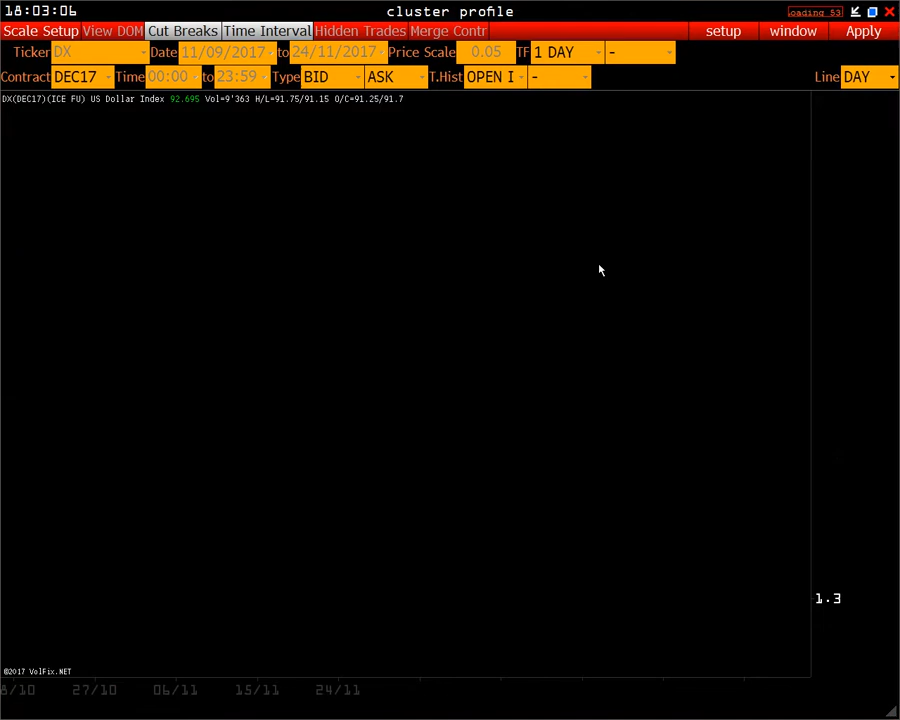 18:03:06 cluster profile loading 53
Scale Setup View DOM Cut Breaks Time Interval Hidden Trades Merge Contr setup window Apply
Ticker DX Date 11/09/2017 to 24/11/2017 Price Scale 0.05 TF 1 DAY -
Contract DEC17 Time 00:00 to 23:59 Type BID ASK T.Hist OPEN I - Line DAY
DX(DEC17)(ICE FU) US Dollar Index 92.695 Vol=9'363 H/L=91.75/91.15 O/C=91.25/91.7
1.3
©2017 VolFix.NET
8/10 27/10 06/11 15/11 24/11